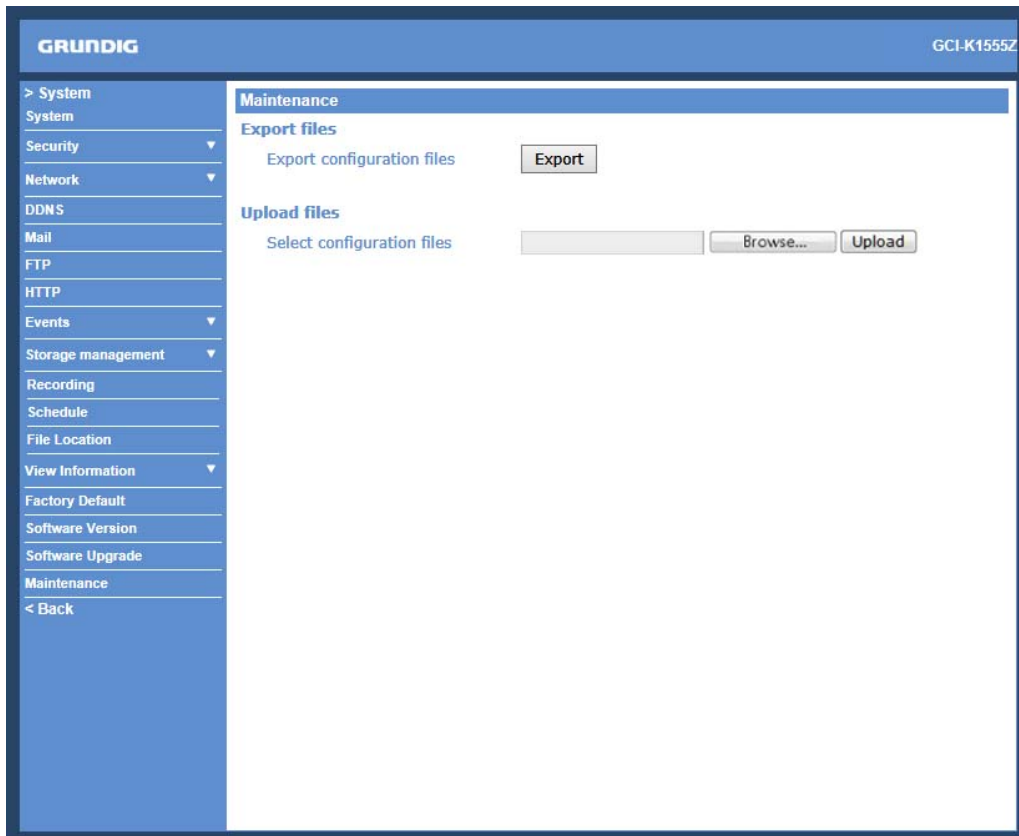 GRUNDIG
GCI-K1555Z
> System
System
Security
Network
DDNS
Mail
FTP
HTTP
Events
Storage management
Recording
Schedule
File Location
View Information
Factory Default
Software Version
Software Upgrade
Maintenance
< Back
Maintenance
Export files
Export configuration files Export
Upload files
Select configuration files Browse... Upload